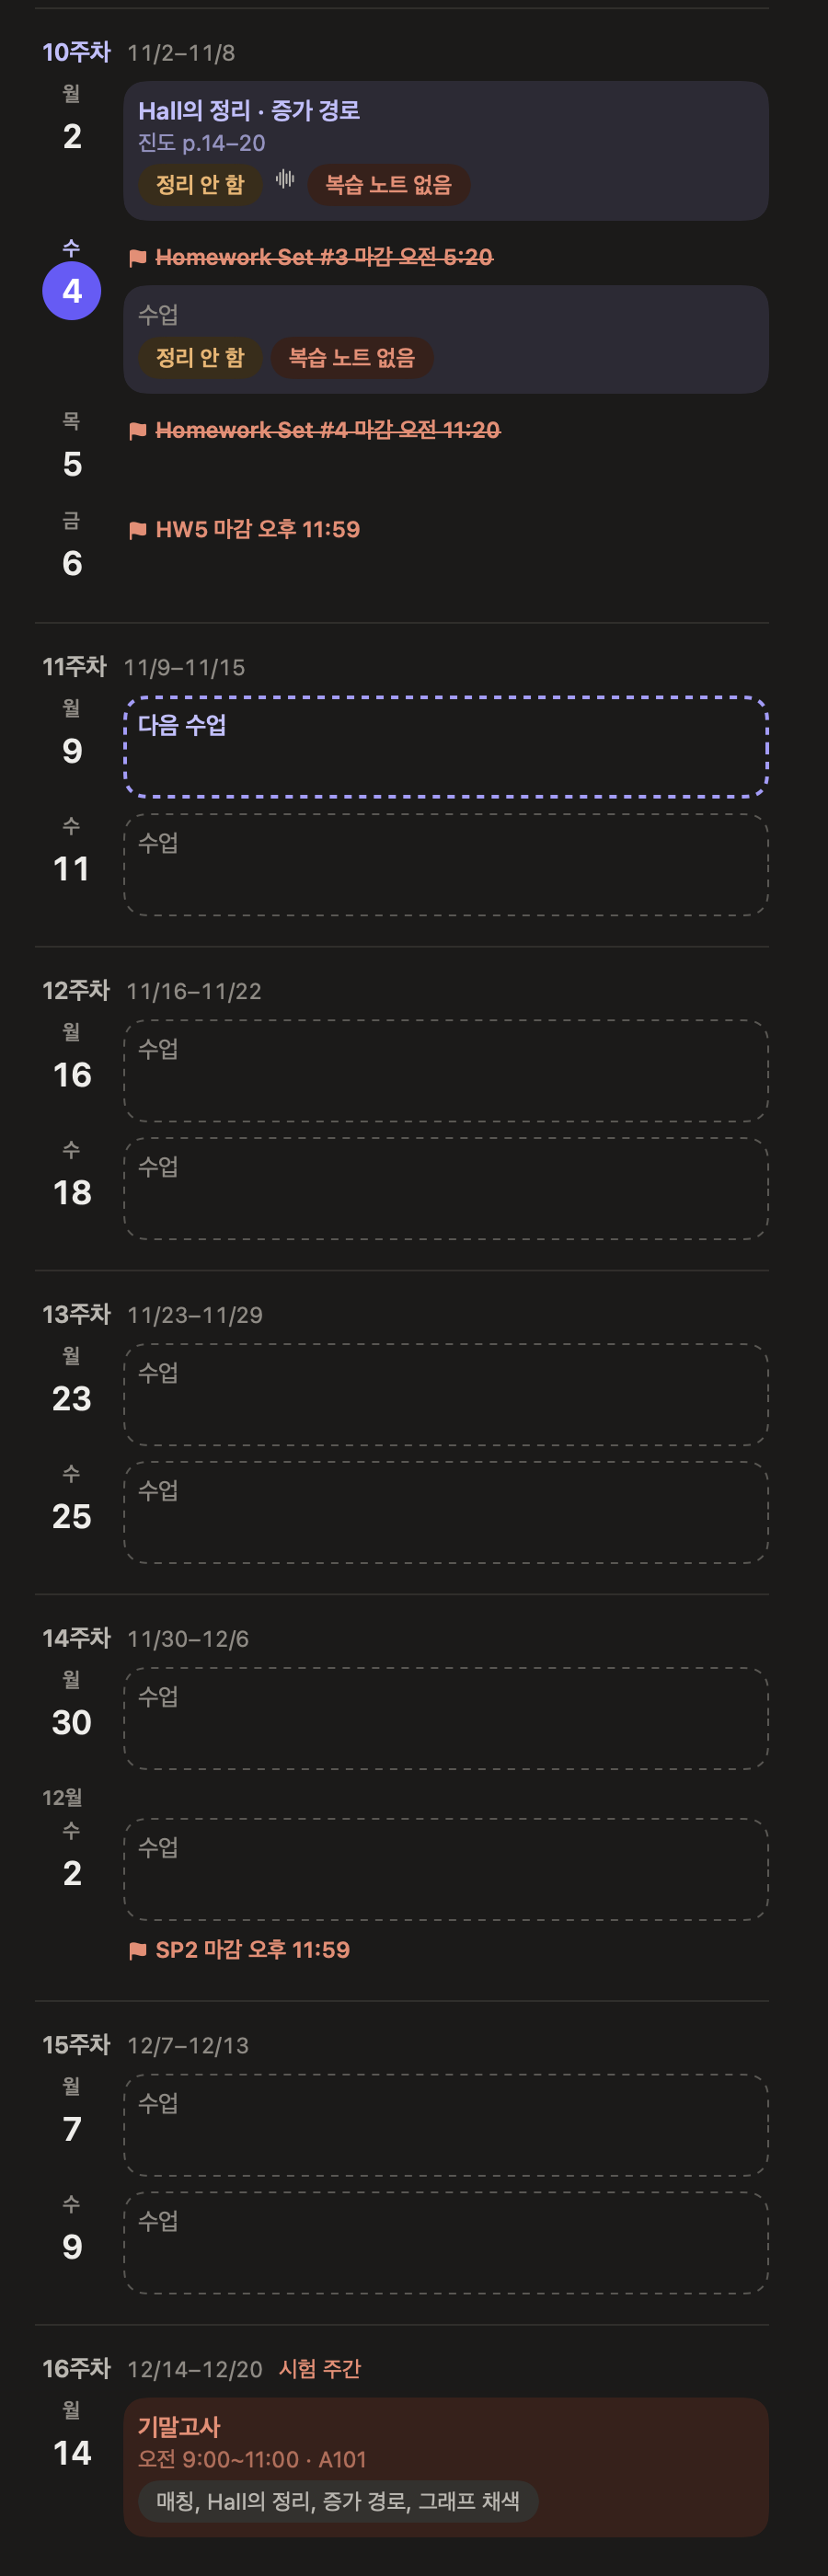 10주차 11/2–11/8
월
2
Hall의 정리 · 증가 경로
진도 p.14–20
정리 안 함 복습 노트 없음
수
4
Homework Set #3 마감 오전 5:20
수업
정리 안 함 복습 노트 없음
목
5
Homework Set #4 마감 오전 11:20
금
6
HW5 마감 오후 11:59
11주차 11/9–11/15
월
9
다음 수업
수
11
수업
12주차 11/16–11/22
월
16
수업
수
18
수업
13주차 11/23–11/29
월
23
수업
수
25
수업
14주차 11/30–12/6
월
30
수업
12월
수
2
수업
SP2 마감 오후 11:59
15주차 12/7–12/13
월
7
수업
수
9
수업
16주차 12/14–12/20 시험 주간
월
14
기말고사
오전 9:00~11:00 · A101
매칭, Hall의 정리, 증가 경로, 그래프 채색